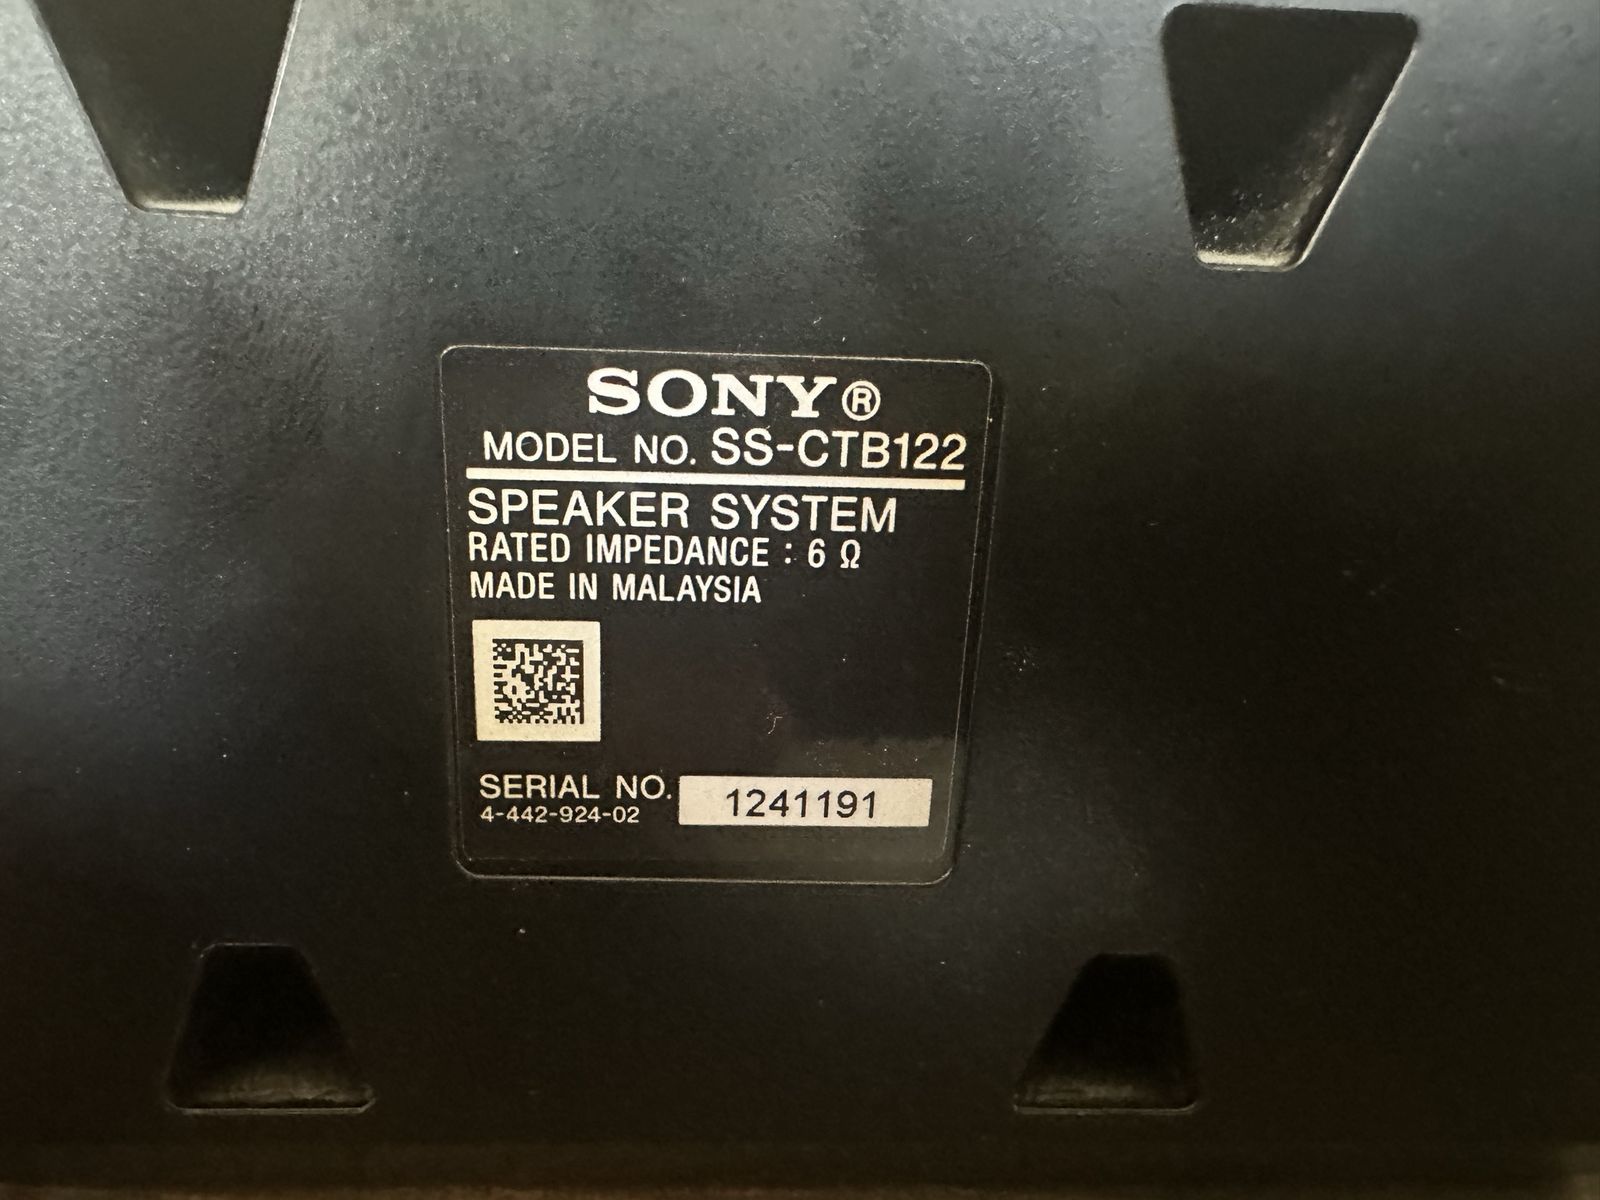 SONY®
MODEL NO. SS-CTB122
SPEAKER SYSTEM
RATED IMPEDANCE : 6 Ω
MADE IN MALAYSIA
SERIAL NO. 1241191
4-442-924-02